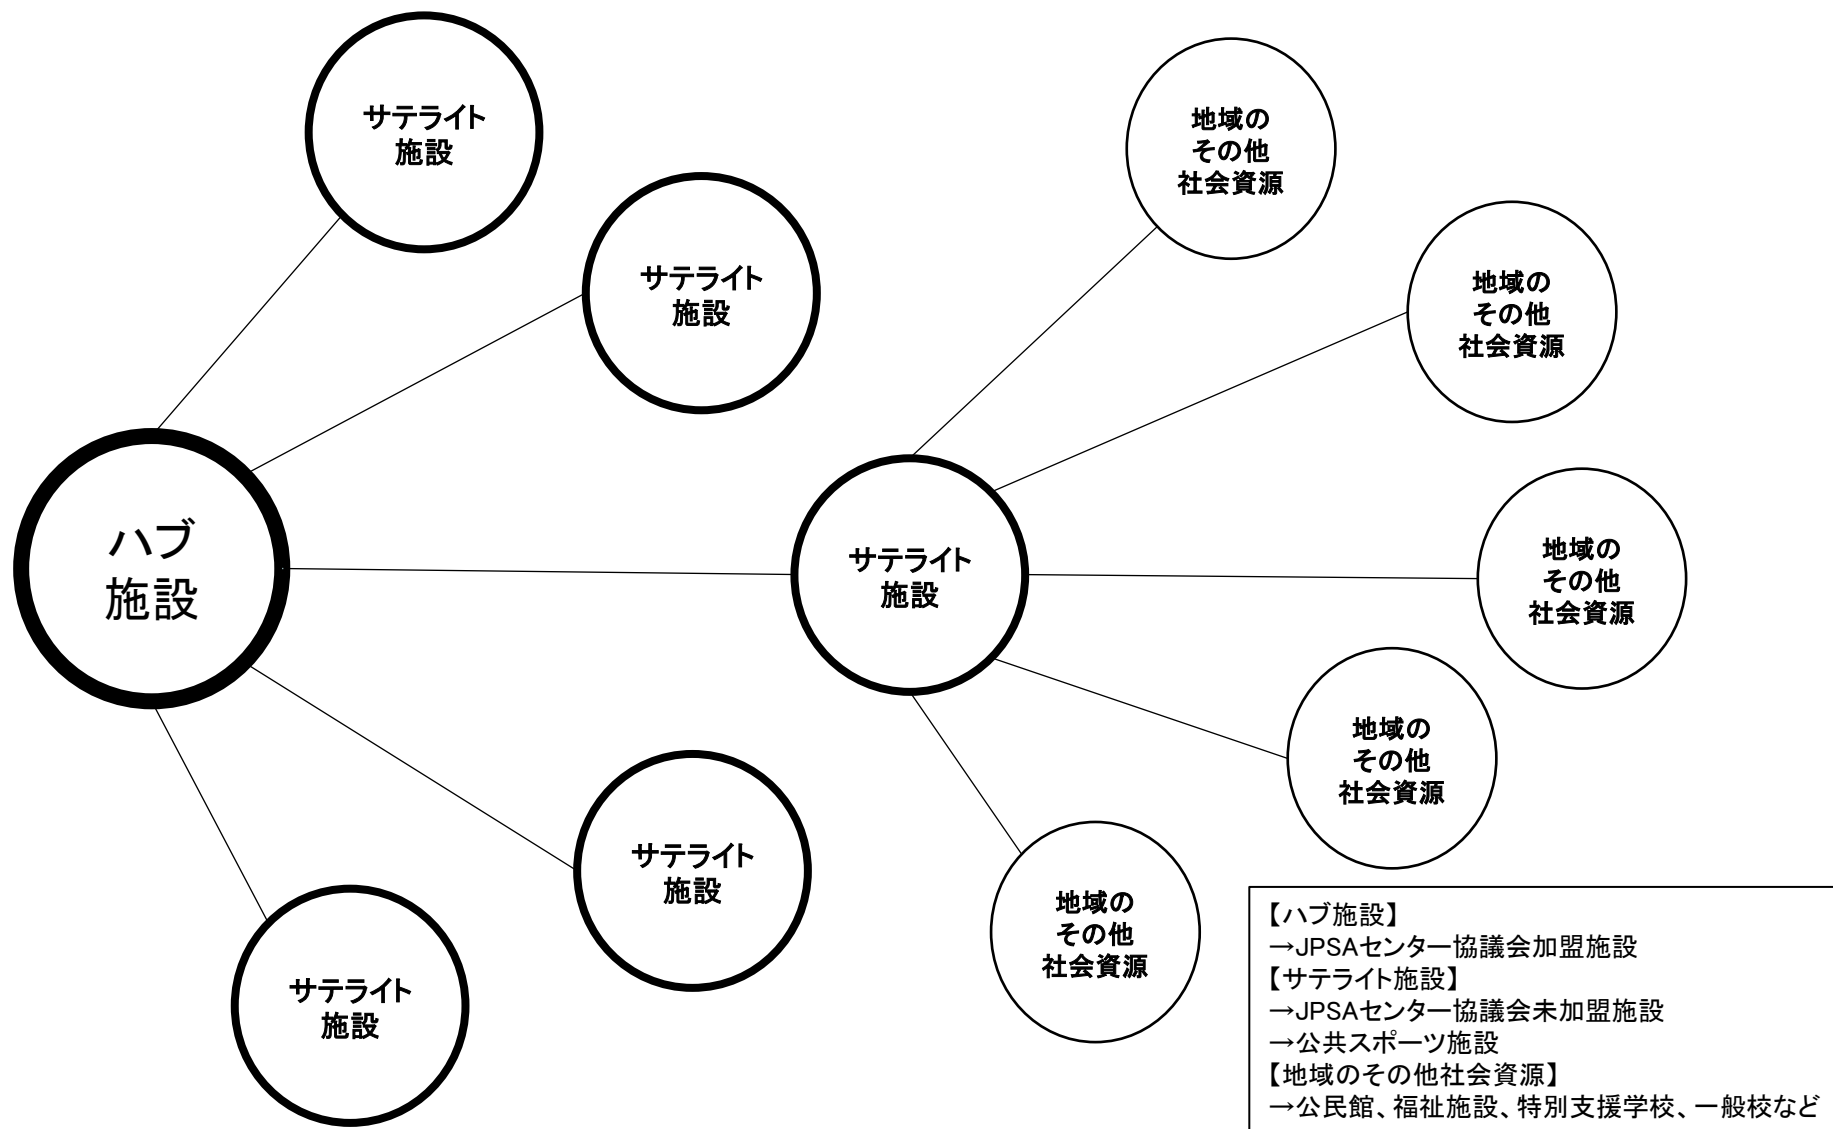 サテライト
施設
サテライト
施設
地域の
その他
社会資源
地域の
その他
社会資源
ハブ
施設
サテライト
施設
地域の
その他
社会資源
地域の
その他
社会資源
サテライト
施設
地域の
その他
社会資源
サテライト
施設
【ハブ施設】
→JPSAセンター協議会加盟施設
【サテライト施設】
→JPSAセンター協議会未加盟施設
→公共スポーツ施設
【地域のその他社会資源】
→公民館、福祉施設、特別支援学校、一般校など